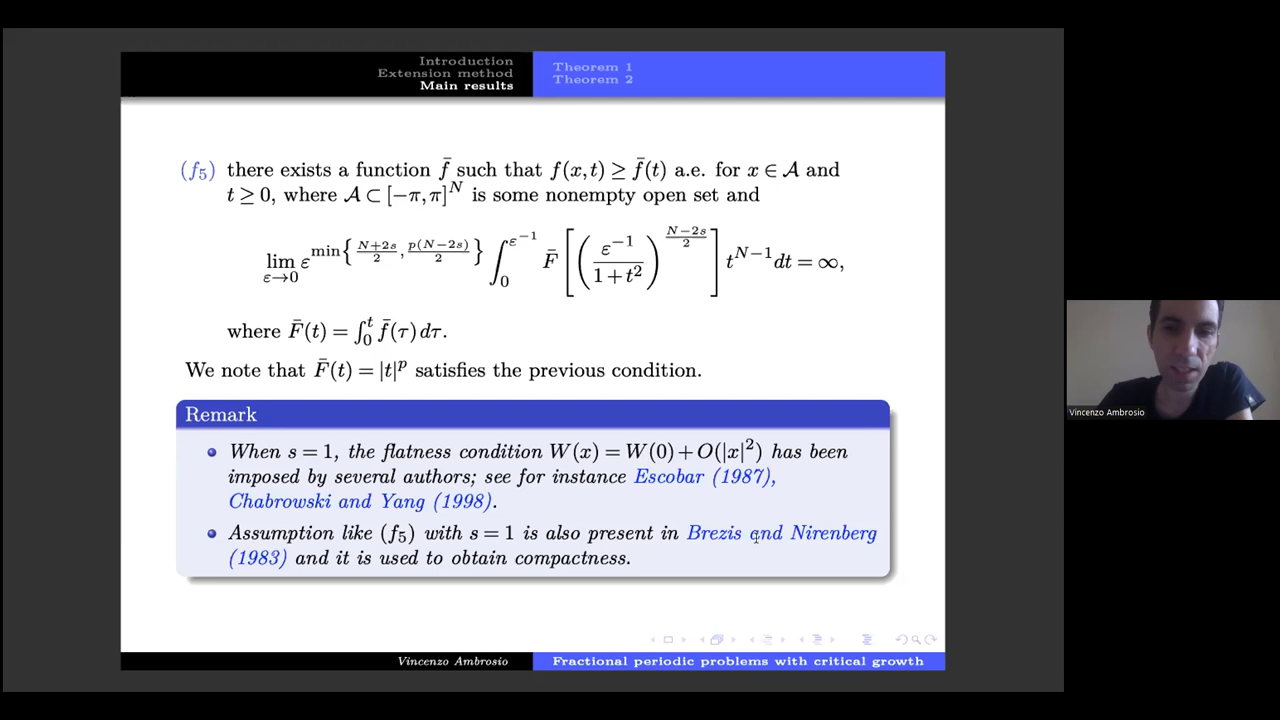 Introduction
Extension method
Main results
Theorem 1
Theorem 2
(f₅) there exists a function f̄ such that f(x, t) ≥ f̄(t) a.e. for x ∈ 𝒜 and
t ≥ 0, where 𝒜 ⊂ [−π, π]^N is some nonempty open set and
lim_{ε→0} ε^{min{(N+2s)/2, p(N−2s)/2}} ∫_0^{ε^{−1}} F̄[(ε^{−1}/(1+t²))^{(N−2s)/2}] t^{N−1} dt = ∞,
where F̄(t) = ∫_0^t f̄(τ) dτ.
We note that F̄(t) = |t|^p satisfies the previous condition.
Remark
• When s = 1, the flatness condition W(x) = W(0) + O(|x|²) has been
imposed by several authors; see for instance Escobar (1987),
Chabrowski and Yang (1998).
• Assumption like (f₅) with s = 1 is also present in Brezis and Nirenberg
(1983) and it is used to obtain compactness.
Vincenzo Ambrosio
Fractional periodic problems with critical growth
Vincenzo Ambrosio